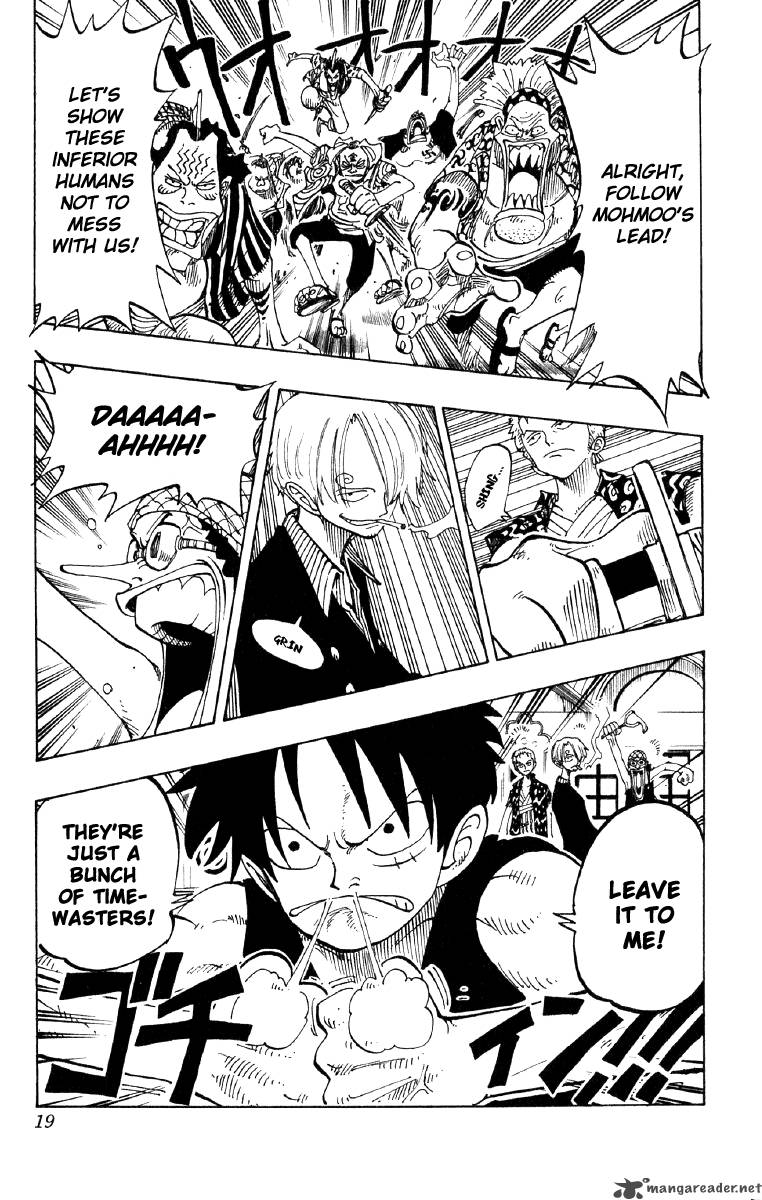 ウオオオオ
ALRIGHT,
FOLLOW
MOHMOO'S
LEAD!
LET'S
SHOW
THESE
INFERIOR
HUMANS
NOT TO
MESS
WITH US!
SHING...
GRIN
DAAAAA-
AHHHH!
LEAVE
IT TO
ME!
THEY'RE
JUST A
BUNCH
OF TIME-
WASTERS!
ゴチィン!!!
19
mangareader.net